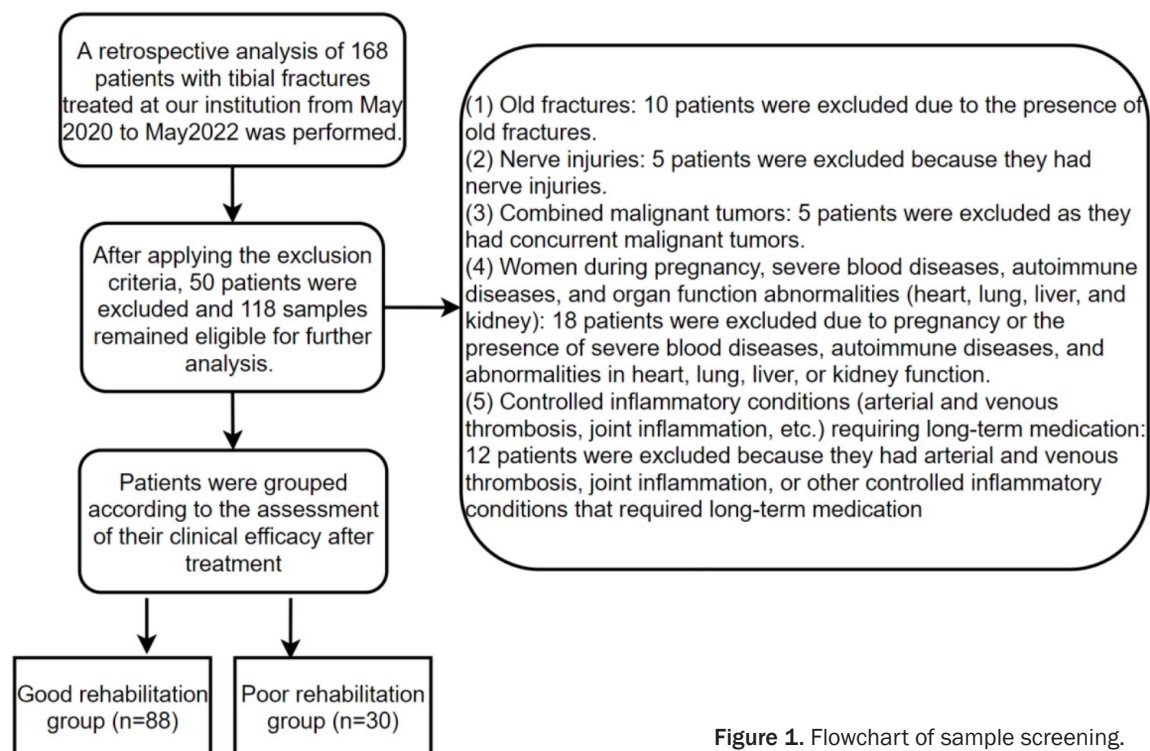 A retrospective analysis of 168
patients with tibial fractures
treated at our institution from May
2020 to May2022 was performed.
After applying the exclusion
criteria, 50 patients were
excluded and 118 samples
remained eligible for further
analysis.
(1) Old fractures: 10 patients were excluded due to the presence of
old fractures.
(2) Nerve injuries: 5 patients were excluded because they had
nerve injuries.
(3) Combined malignant tumors: 5 patients were excluded as they
had concurrent malignant tumors.
(4) Women during pregnancy, severe blood diseases, autoimmune
diseases, and organ function abnormalities (heart, lung, liver, and
kidney): 18 patients were excluded due to pregnancy or the
presence of severe blood diseases, autoimmune diseases, and
abnormalities in heart, lung, liver, or kidney function.
(5) Controlled inflammatory conditions (arterial and venous
thrombosis, joint inflammation, etc.) requiring long-term medication:
12 patients were excluded because they had arterial and venous
thrombosis, joint inflammation, or other controlled inflammatory
conditions that required long-term medication
Patients were grouped
according to the assessment
of their clinical efficacy after
treatment
Good rehabilitation
group (n=88)
Poor rehabilitation
group (n=30)
Figure 1. Flowchart of sample screening.